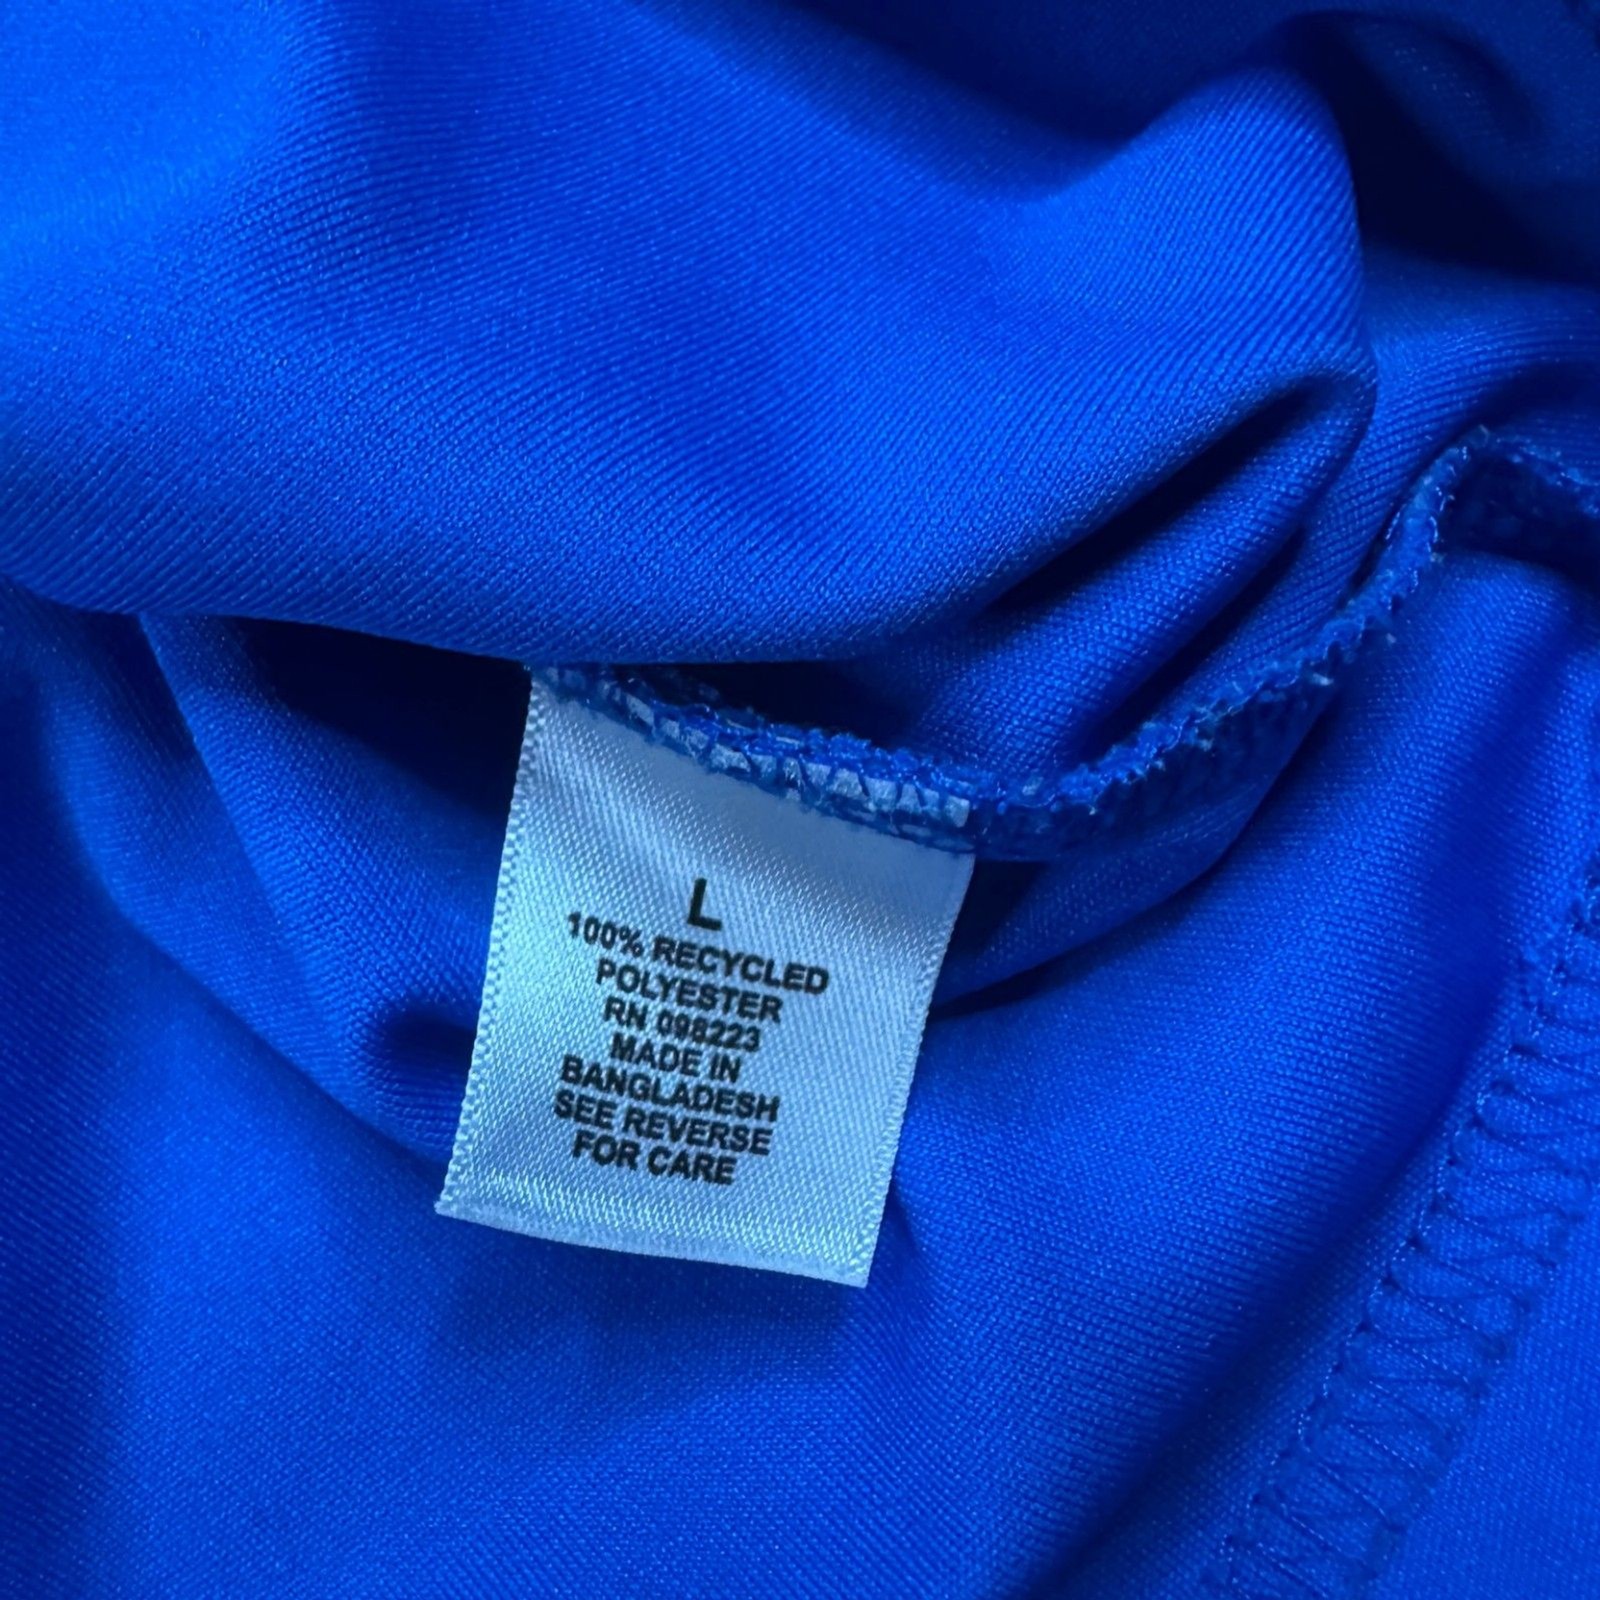 L
100% RECYCLED
POLYESTER
RN 098223
MADE IN
BANGLADESH
SEE REVERSE
FOR CARE